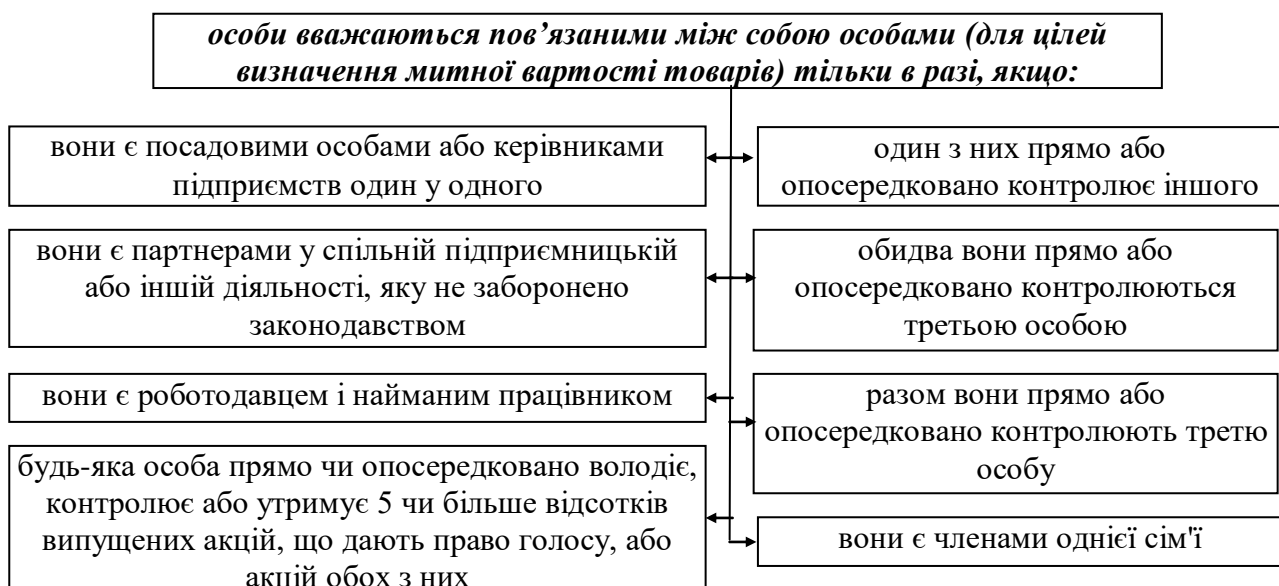 особи вважаються пов’язаними між собою особами (для цілей
визначення митної вартості товарів) тільки в разі, якщо:
вони є посадовими особами або керівниками
підприємств один у одного
один з них прямо або
опосередковано контролює іншого
вони є партнерами у спільній підприємницькій
або іншій діяльності, яку не заборонено
законодавством
обидва вони прямо або
опосередковано контролюються
третьою особою
вони є роботодавцем і найманим працівником
разом вони прямо або
опосередковано контролюють третю
особу
будь-яка особа прямо чи опосередковано володіє,
контролює або утримує 5 чи більше відсотків
випущених акцій, що дають право голосу, або
акцій обох з них
вони є членами однієї сім'ї